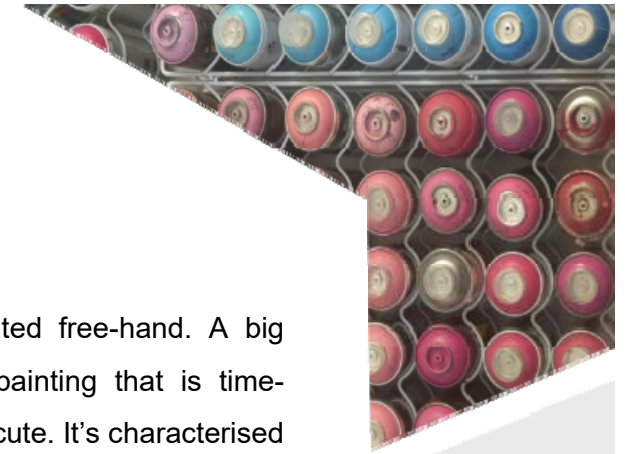 ted free-hand. A big
painting that is time-
cute. It's characterised